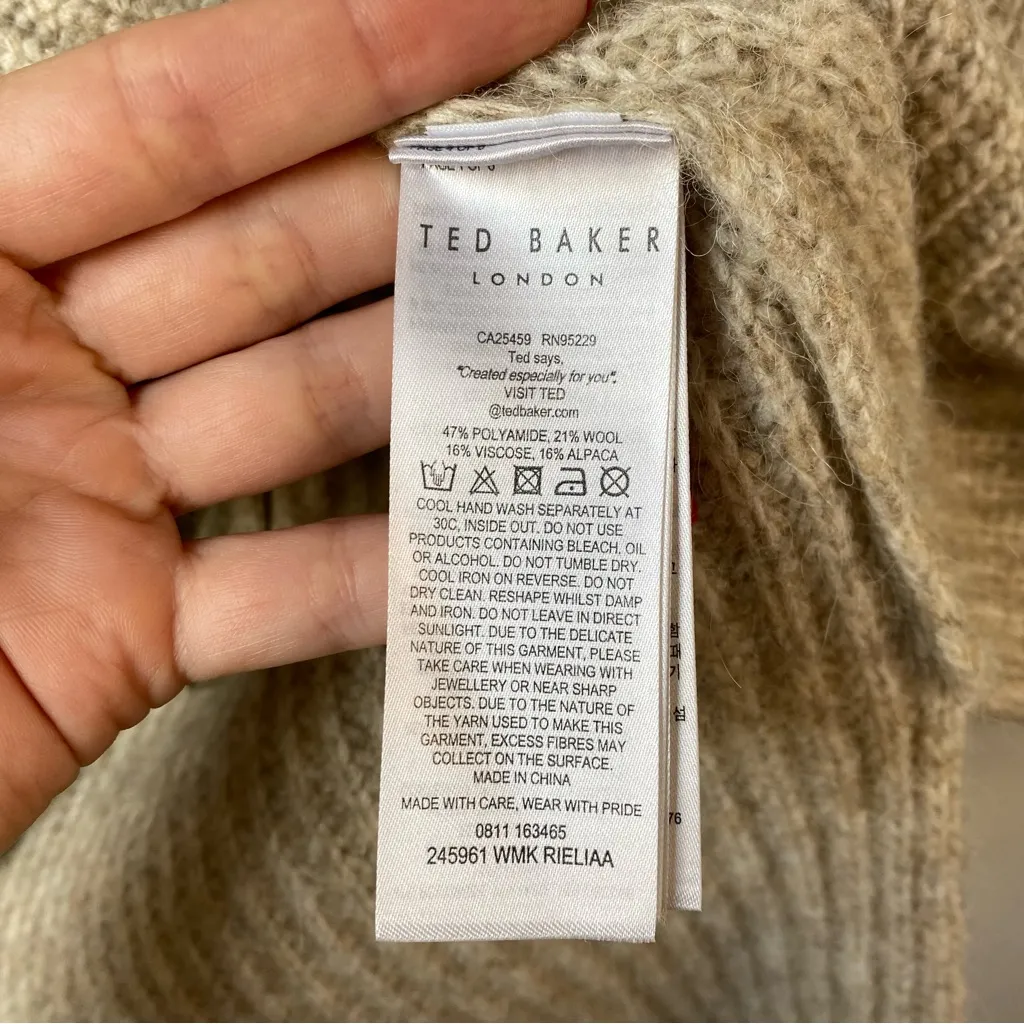 TED BAKER
LONDON
CA25459 RN95229
Ted says,
"Created especially for you".
VISIT TED
@tedbaker.com
47% POLYAMIDE, 21% WOOL
16% VISCOSE, 16% ALPACA
COOL HAND WASH SEPARATELY AT
30C, INSIDE OUT. DO NOT USE
PRODUCTS CONTAINING BLEACH, OIL
OR ALCOHOL. DO NOT TUMBLE DRY.
COOL IRON ON REVERSE. DO NOT
DRY CLEAN. RESHAPE WHILST DAMP
AND IRON. DO NOT LEAVE IN DIRECT
SUNLIGHT. DUE TO THE DELICATE
NATURE OF THIS GARMENT, PLEASE
TAKE CARE WHEN WEARING WITH
JEWELLERY OR NEAR SHARP
OBJECTS. DUE TO THE NATURE OF
THE YARN USED TO MAKE THIS
GARMENT, EXCESS FIBRES MAY
COLLECT ON THE SURFACE.
MADE IN CHINA
MADE WITH CARE, WEAR WITH PRIDE
0811 163465
245961 WMK RIELIAA
섬
76